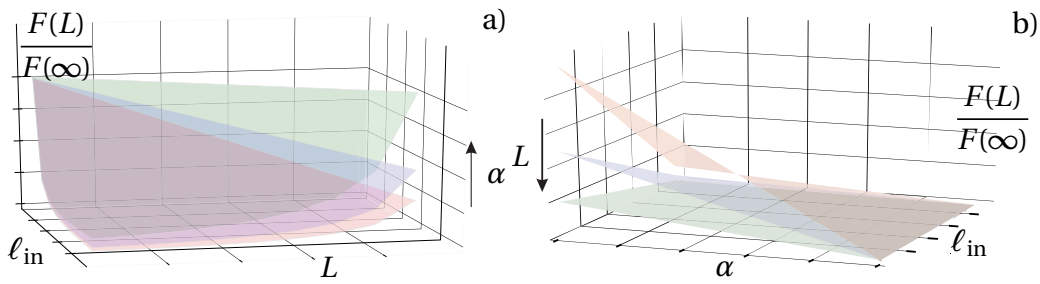 F(L)
F(∞)
a)
α
ℓin
L
b)
F(L)
F(∞)
L
ℓin
α